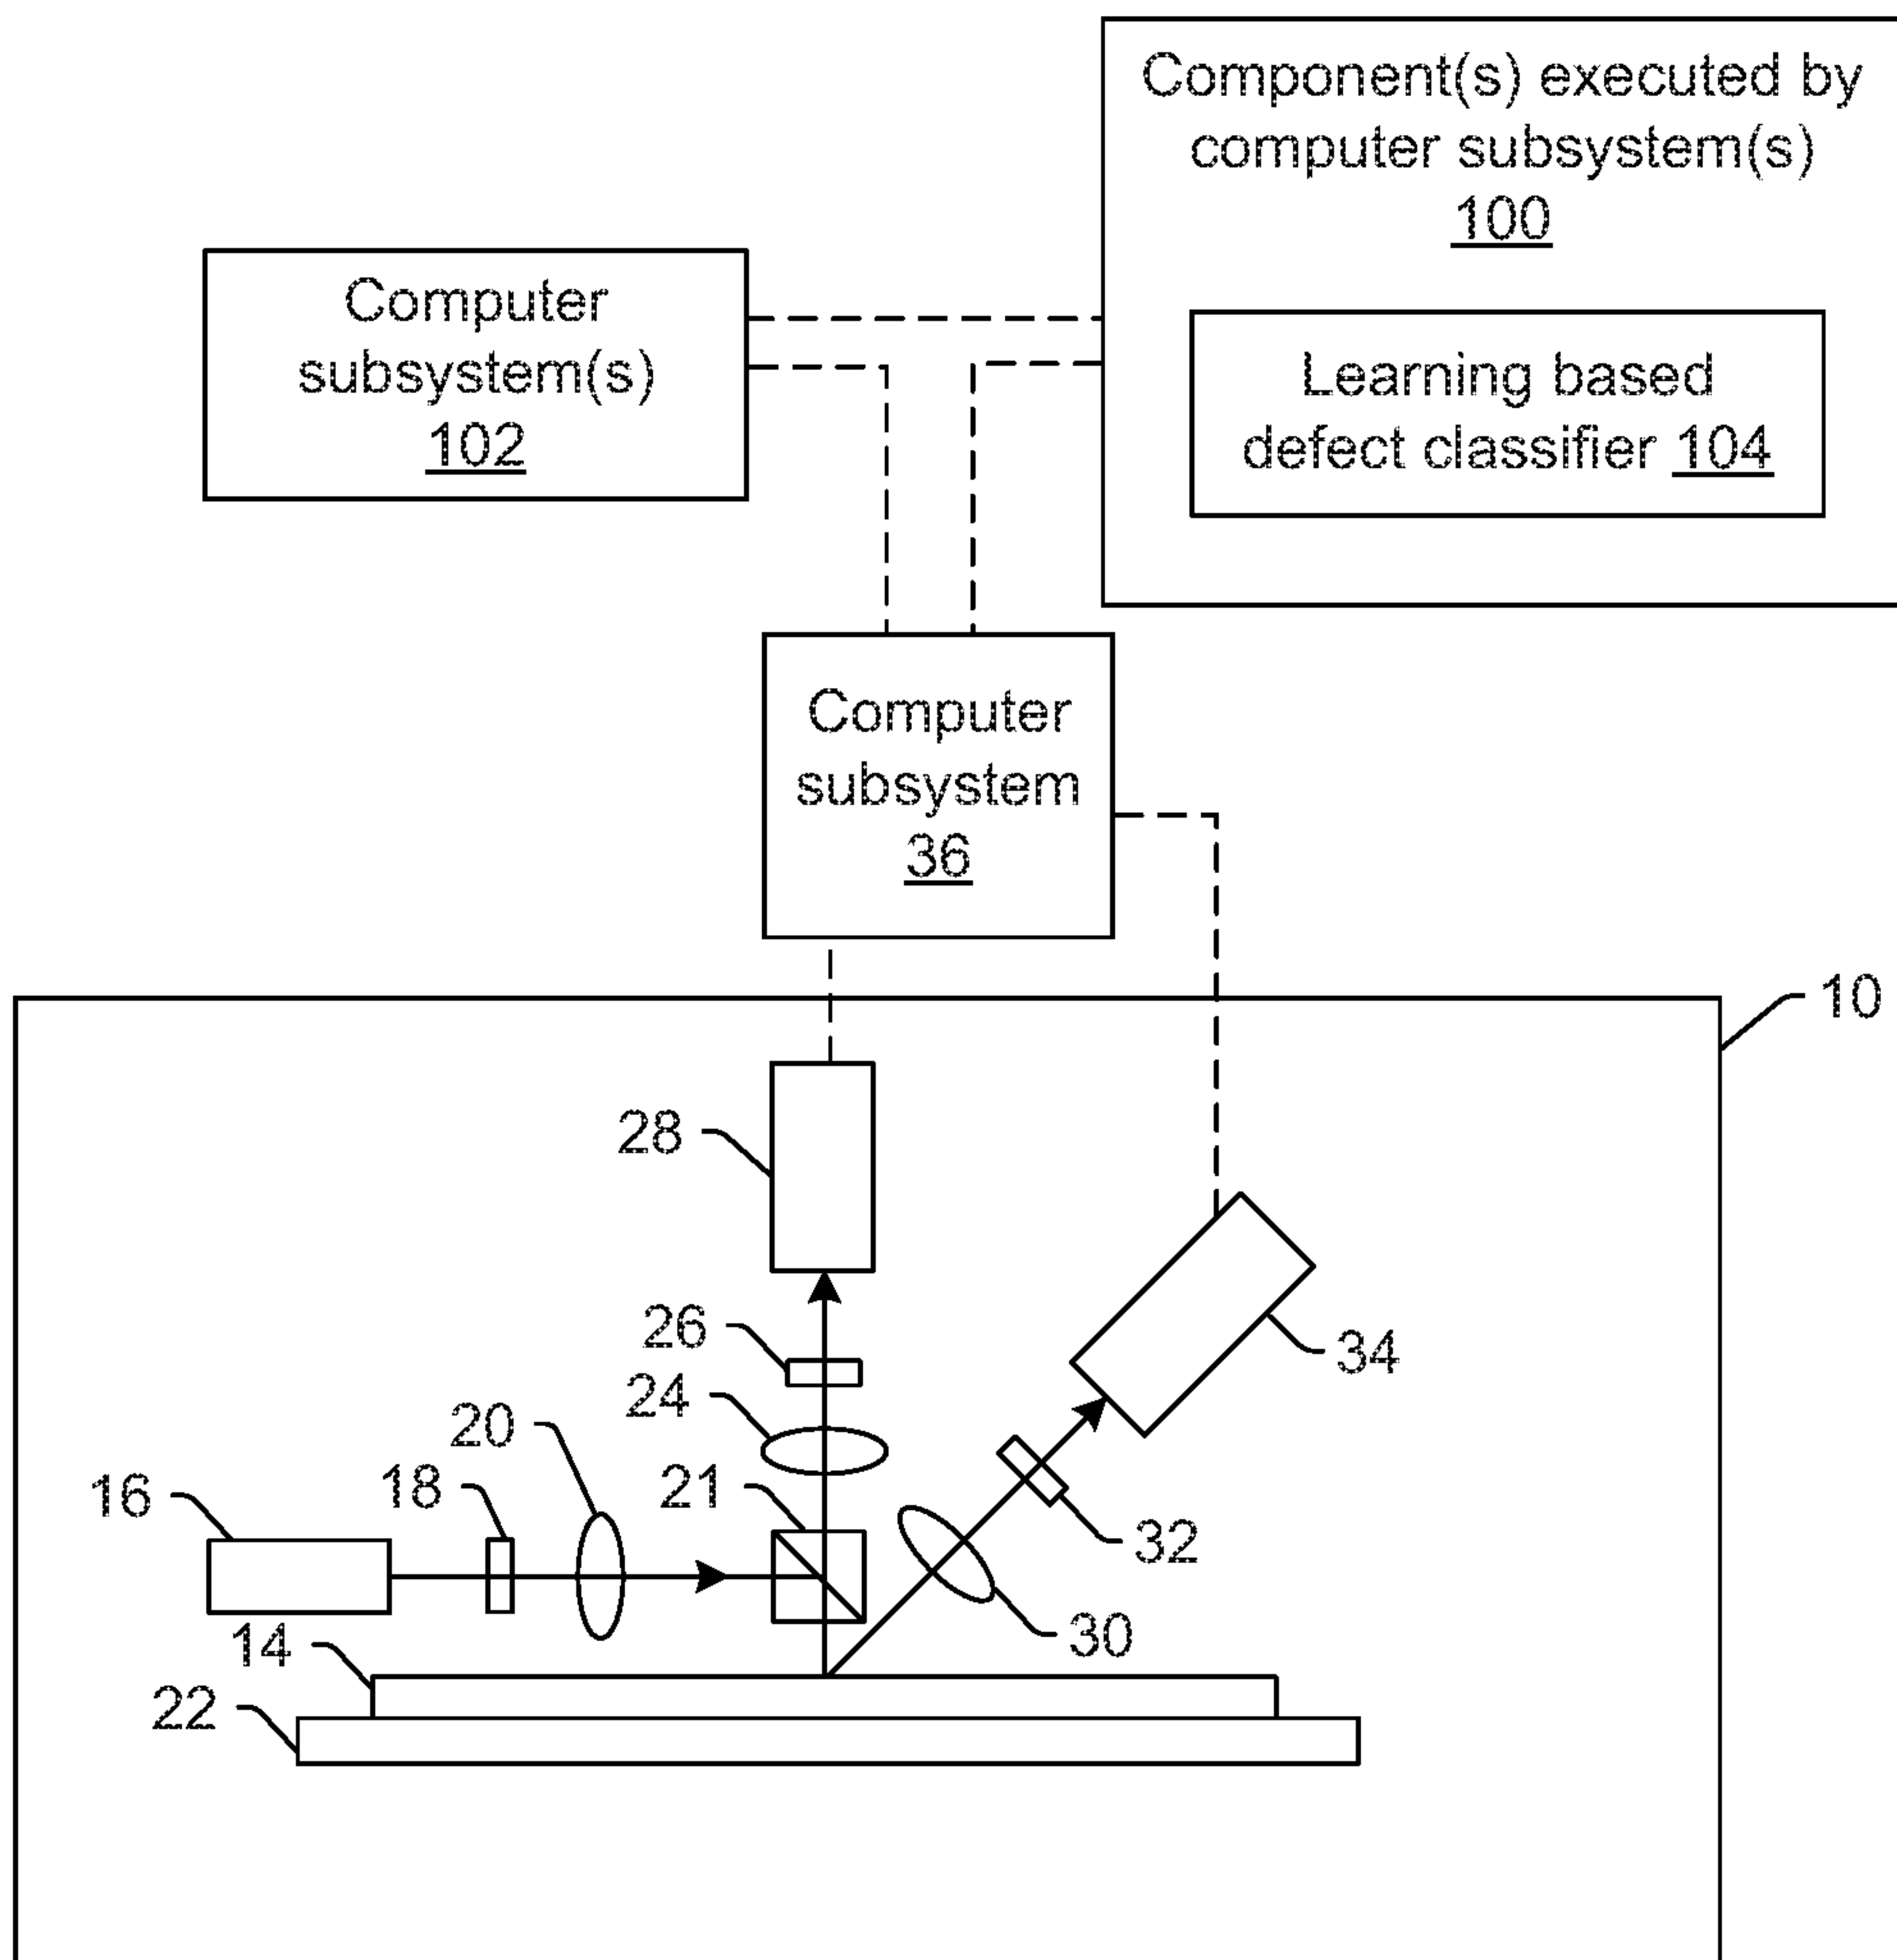 Component(s) executed by
computer subsystem(s)
100
Computer
subsystem(s)
102
Learning based
defect classifier 104
Computer
subsystem
36
10
28
26
34
24
20
21
18
16
32
30
14
22